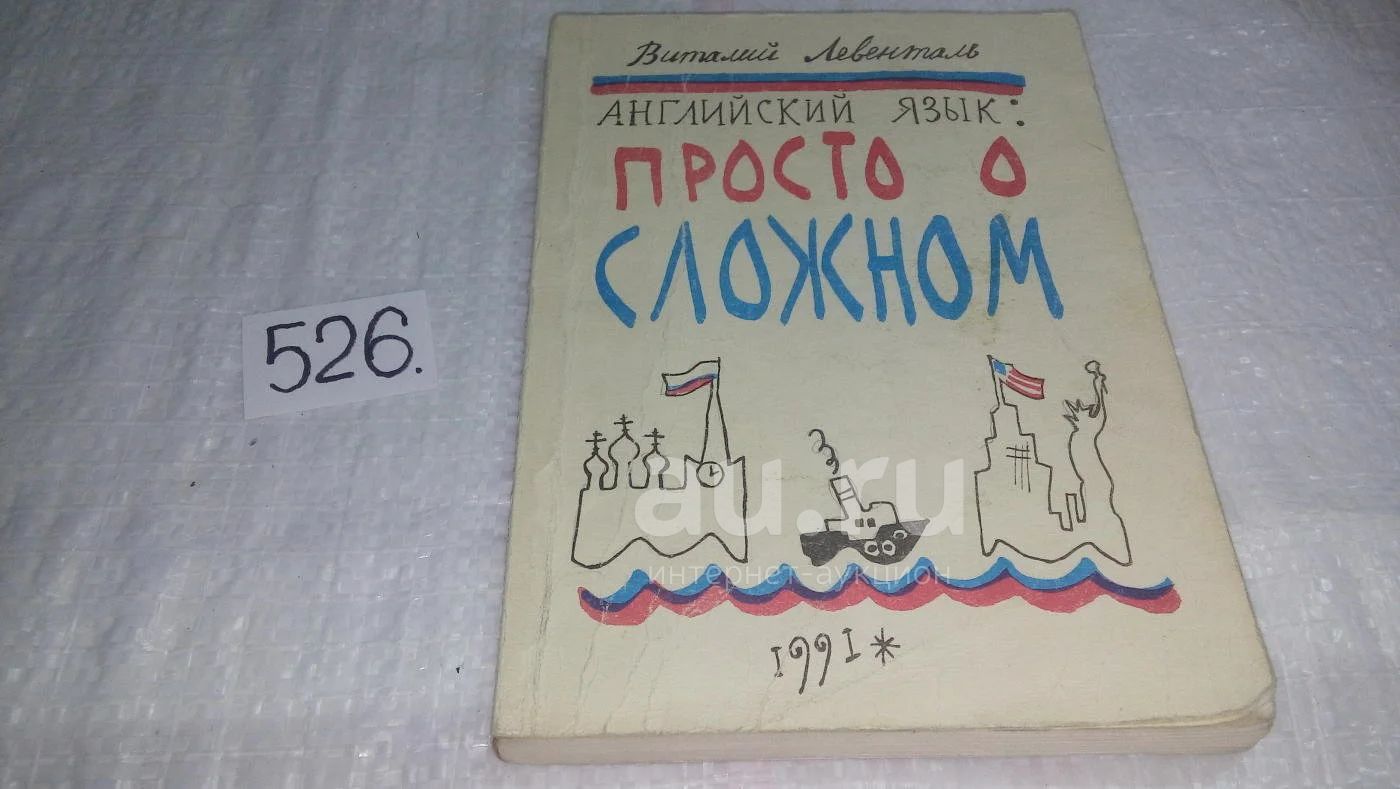 Виталий Левенталь
АНГЛИЙСКИЙ ЯЗЫК:
ПРОСТО О
СЛОЖНОМ
526.
au.ru
интернет-аукцион
1991*